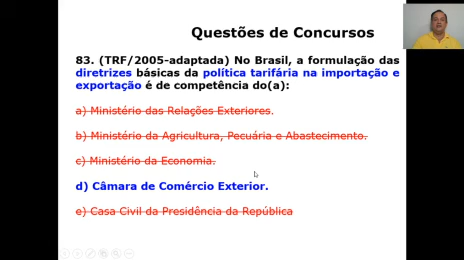 Questões de Concursos
83. (TRF/2005-adaptada) No Brasil, a formulação das
diretrizes básicas da política tarifária na importação e
exportação é de competência do(a):
a) Ministério das Relações Exteriores.
b) Ministério da Agricultura, Pecuária e Abastecimento.
c) Ministério da Economia.
d) Câmara de Comércio Exterior.
e) Casa Civil da Presidência da República